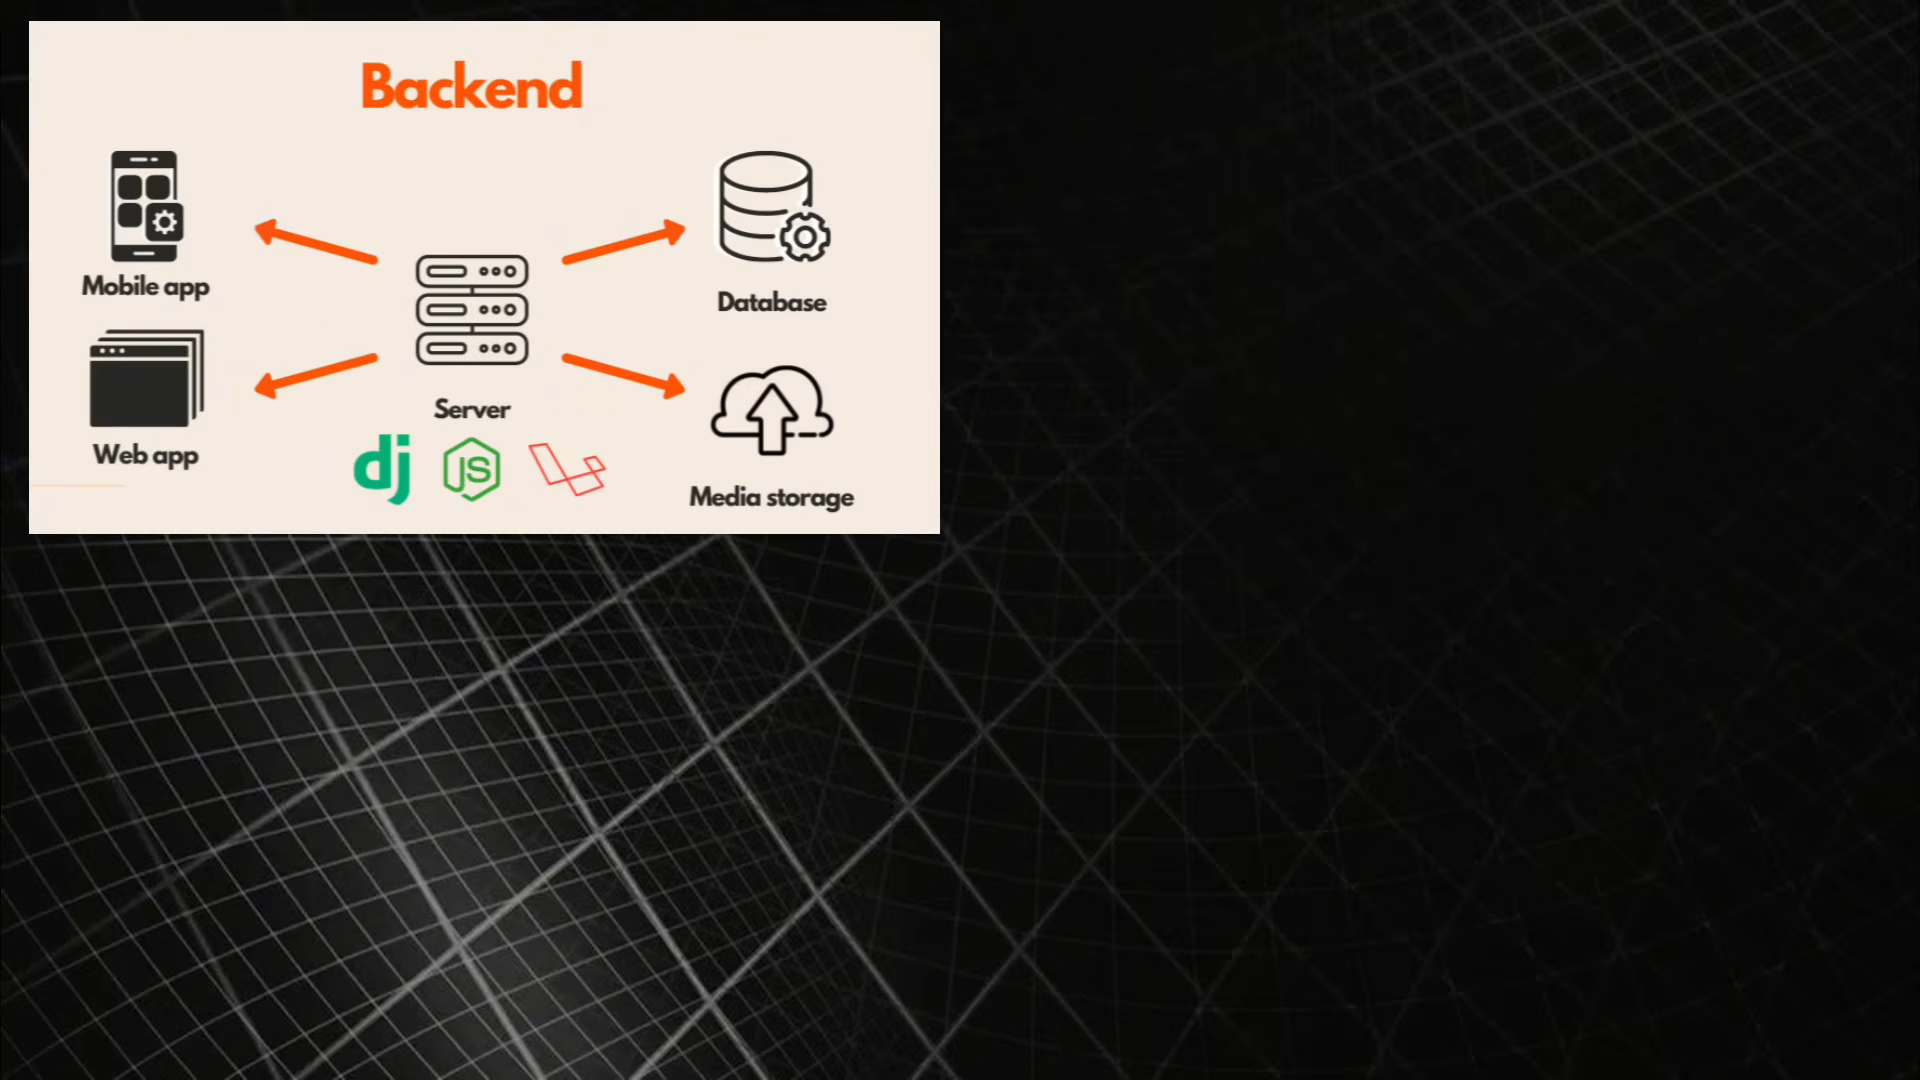 Backend
Mobile app
Database
Web app
Server
dj
JS
Media storage